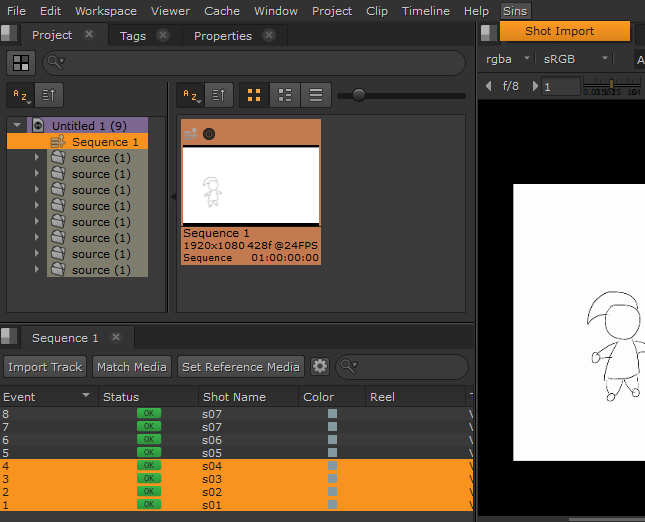 File Edit Workspace Window Cache Window Project Clip Timeline Help Sins
Shot Import
Project Tags Properties
rgba sRGB A
f/8 1
Untitled 1 (9)
Sequence 1
source (1)
source (1)
source (1)
source (1)
source (1)
source (1)
source (1)
source (1)
Sequence 1
1920x1080 428f @24FPS
Sequence 01:00:00:00
Sequence 1
Import Track Match Media Set Reference Media
Event Status Shot Name Color Reel
8 OK s07
7 OK s07
6 OK s06
5 OK s05
4 OK s04
3 OK s03
2 OK s02
1 OK s01